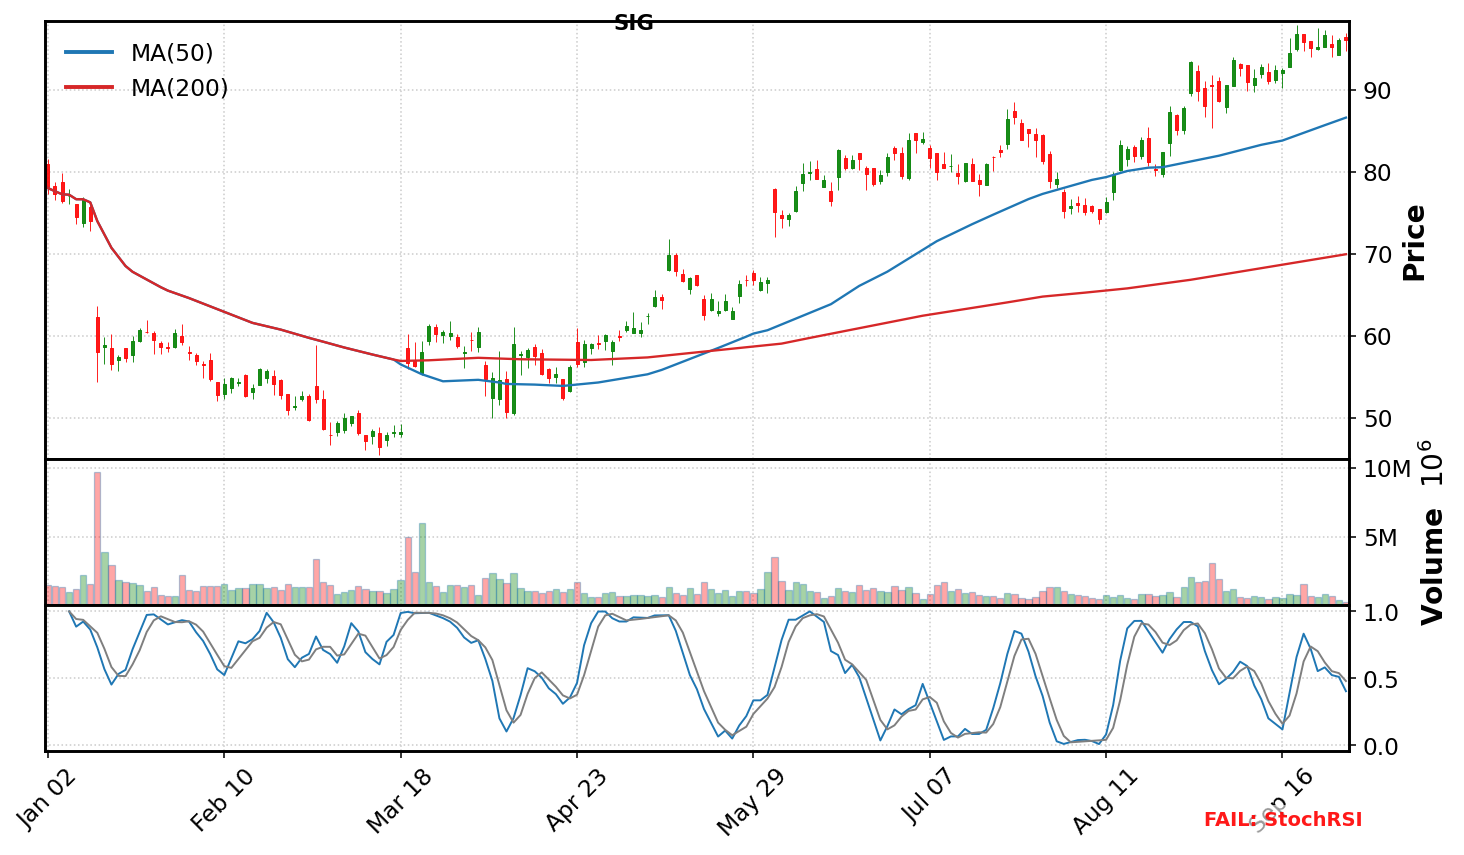 SIG
MA(50)
MA(200)
90
80
70
60
50
Price
10M
5M
Volume 10^6
1.0
0.5
0.0
Jan 02
Feb 10
Mar 18
Apr 23
May 29
Jul 07
Aug 11
Sep 16
FAIL: StochRSI